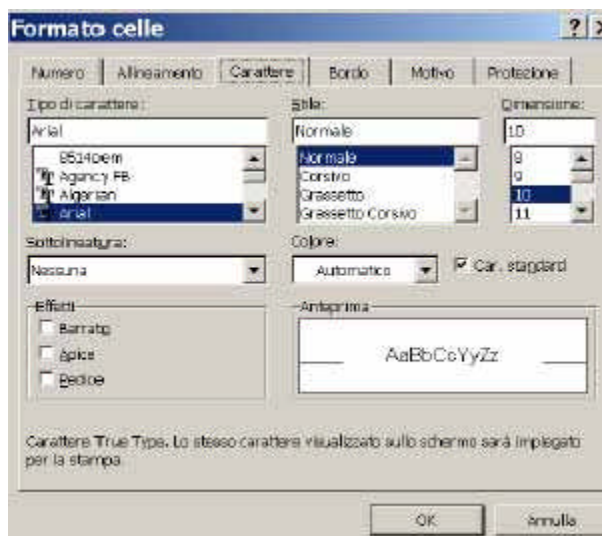 Formato celle
Numero Allineamento Carattere Bordo Motivo Protezione
Tipo di carattere: Stile: Dimensione:
Arial Normale 10
8514oem Normale 8
Agency FB Corsivo 9
Algerian Grassetto 10
Arial Grassetto Corsivo 11
Sottolineatura: Colore:
Nessuna Automatico Car. standard
Effetti Anteprima
Barrato
Apice AaBbCcYyZz
Pedice
Carattere True Type. Lo stesso carattere visualizzato sullo schermo sarà impiegato
per la stampa.
OK Annulla